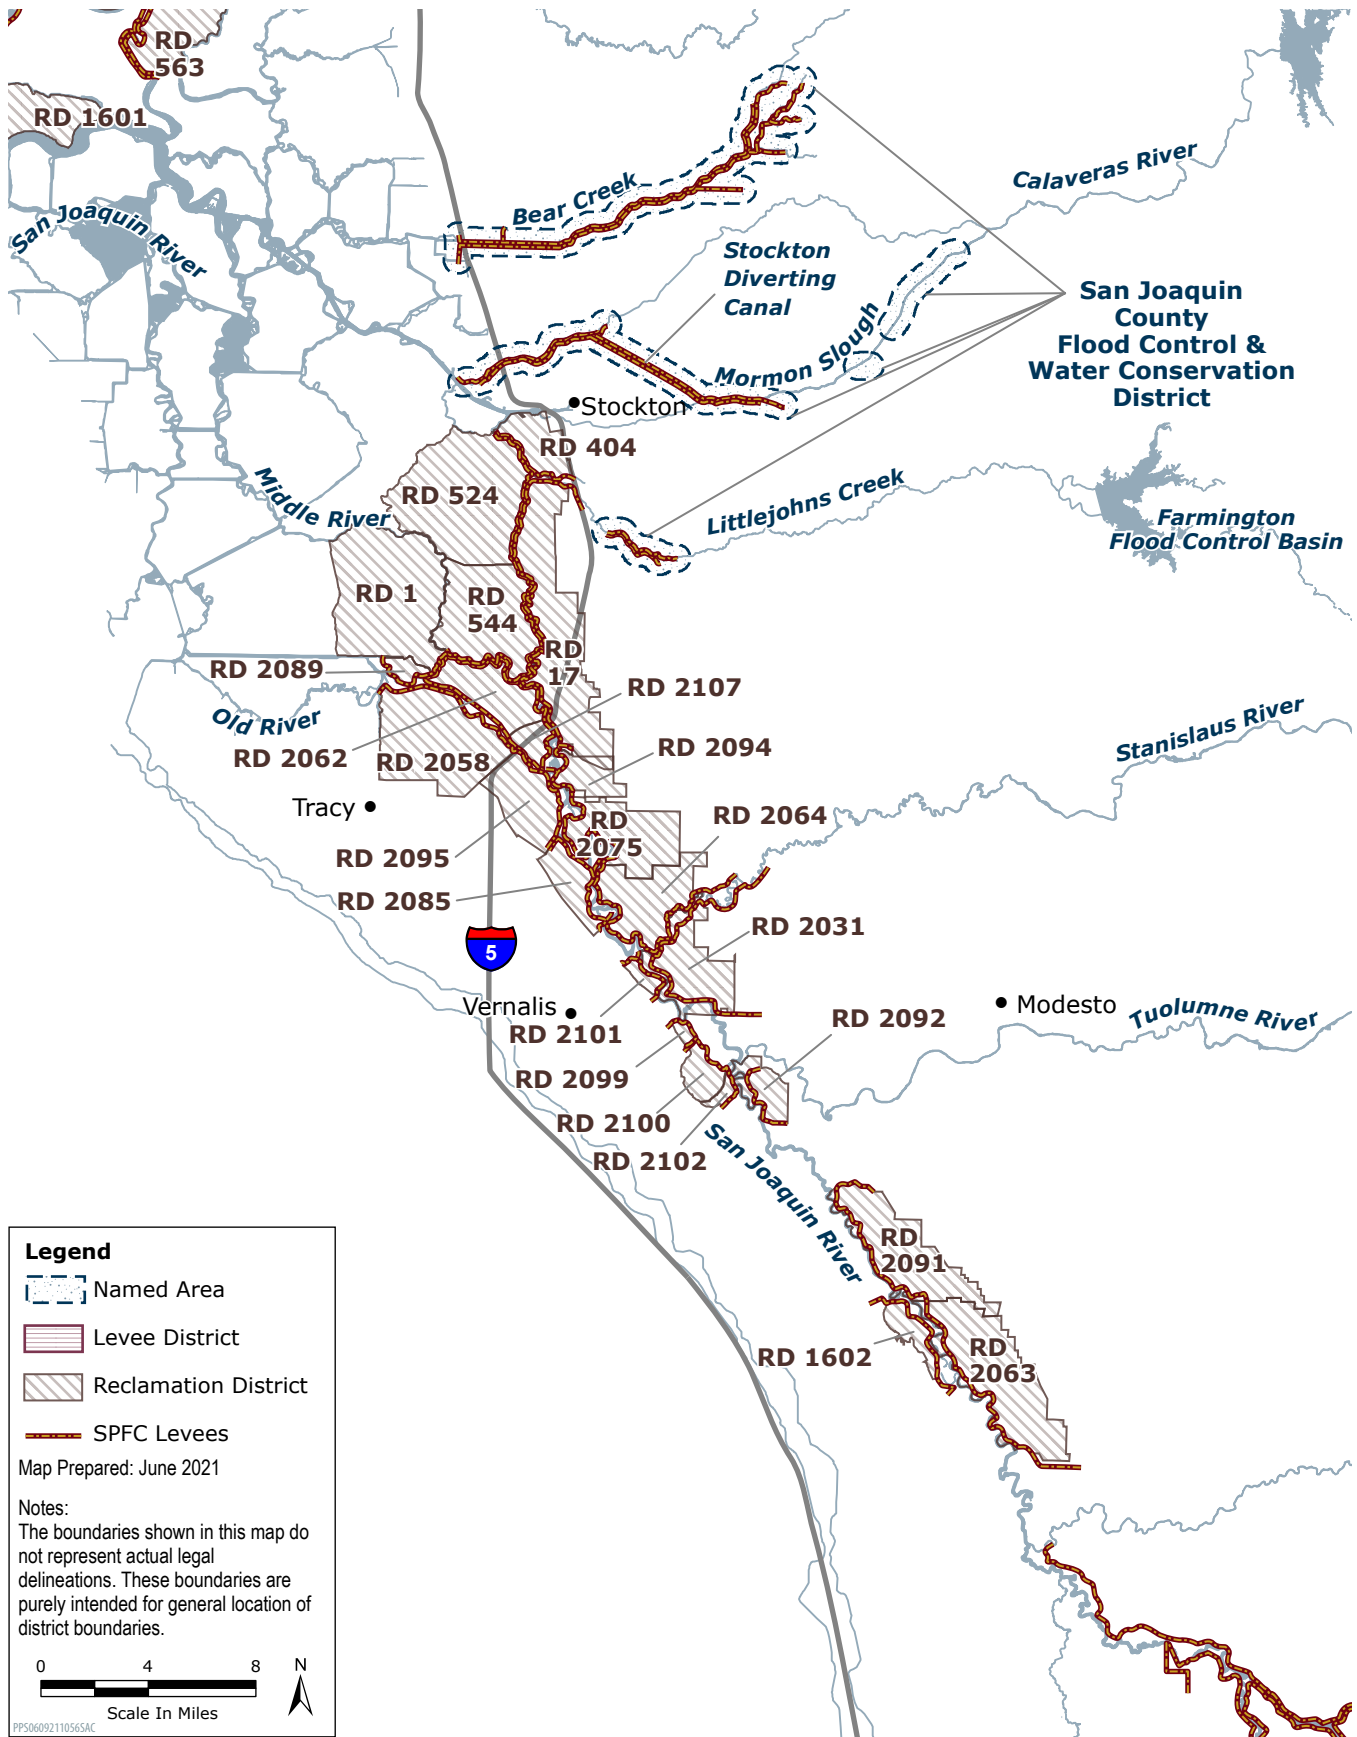 RD
563
RD 1601
San Joaquin River
Bear Creek
Calaveras River
Stockton
Diverting
Canal
San Joaquin
County
Flood Control &
Water Conservation
District
Mormon Slough
Stockton
RD 404
RD 524
Middle River
Littlejohns Creek
Farmington
Flood Control Basin
RD 1
RD
544
RD
17
RD 2089
RD 2107
Old River
RD 2062
RD 2058
RD 2094
Stanislaus River
Tracy
RD 2064
RD
2075
RD 2095
RD 2085
RD 2031
5
Vernalis
Modesto
RD 2092
Tuolumne River
RD 2101
RD 2099
RD 2100
RD 2102
San Joaquin River
RD
2091
RD 1602
RD
2063
Legend
Named Area
Levee District
Reclamation District
SPFC Levees
Map Prepared: June 2021
Notes:
The boundaries shown in this map do
not represent actual legal
delineations. These boundaries are
purely intended for general location of
district boundaries.
0 4 8
N
Scale In Miles
PPS0609211056SAC